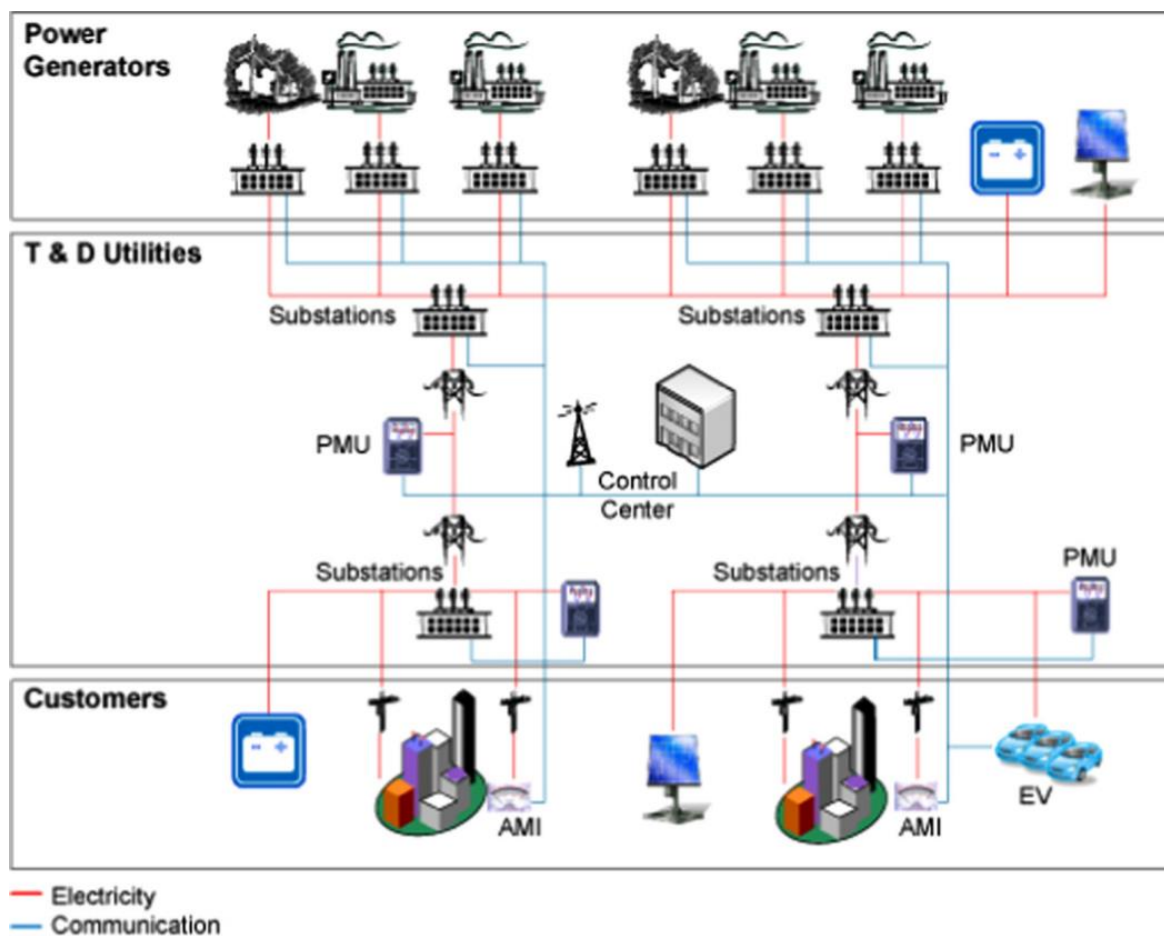 Power
Generators
T & D Utilities
Substations
Substations
PMU
PMU
Control
Center
Substations
Substations
PMU
Customers
AMI
AMI
EV
Electricity
Communication